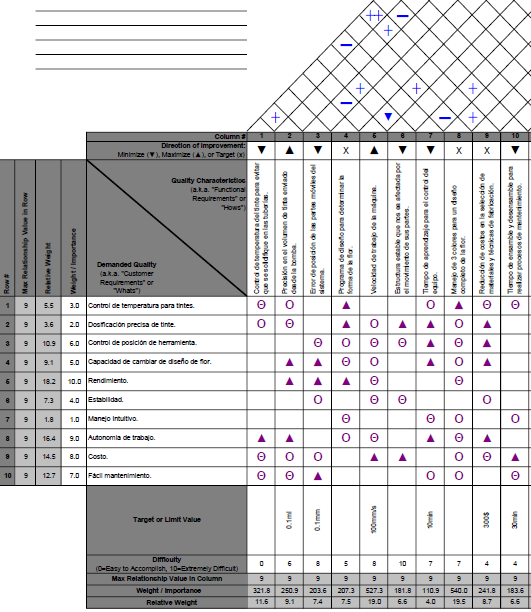 Column # 1 2 3 4 5 6 7 8 9 10
Direction of Improvement:
Minimize (▼), Maximize (▲), or Target (x) ▼ ▲ ▼ X ▲ ▼ ▼ X X ▼
Row #
Max Relationship Value in Row
Relative Weight
Weight / Importance
Quality Characteristics
(a.k.a. "Functional
Requirements" or
"Hows")
Demanded Quality
(a.k.a. "Customer
Requirements" or
"Whats")
Control de temperatura del tinte para evitar
que se solidifique en las tuberías.
Precisión en el volumen de tinte enviado
desde la bomba.
Error de posición de las partes móviles del
sistema.
Programa de diseño para determinar la
forma de la flor.
Velocidad de trabajo de la máquina.
Estructura estable que no se afectada por
el movimiento de sus partes.
Tiempo de aprendizaje para el control del
equipo.
Manejo de 3 colores para un diseño
completo de la flor.
Reducción de costos en la selección de
materiales y técnicas de fabricación.
Tiempo de ensamble y desensamble para
realizar procesos de mantenimiento.
1 9 5.5 3.0 Control de temperatura para tintes. Θ Ο ▲ Ο ▲ Θ Θ
2 9 3.6 2.0 Dosificación precisa de tinte. Ο Θ ▲ Ο ▲ ▲ Ο ▲
3 9 10.9 6.0 Control de posición de herramienta. Θ Ο Θ Θ ▲ Θ ▲
4 9 9.1 5.0 Capacidad de cambiar de diseño de flor. ▲ ▲ Θ Ο ▲ Ο ▲
5 9 18.2 10.0 Rendimiento. ▲ ▲ ▲ Θ Θ
6 9 7.3 4.0 Estabilidad. Ο Θ Θ Ο
7 9 1.8 1.0 Manejo intuitivo. Θ Θ Ο Ο
8 9 16.4 9.0 Autonomía de trabajo. ▲ ▲ Ο Θ ▲ Θ ▲
9 9 14.5 8.0 Costo. Θ Ο Ο ▲ ▲ Ο Θ ▲
10 9 12.7 7.0 Fácil mantenimiento. Θ Θ ▲ Ο Ο Θ
Target or Limit Value 0.1ml 0.1mm 100mm/s 10min 300$ 30min
Difficulty
(0=Easy to Accomplish, 10=Extremely Difficult) 0 6 8 5 8 10 7 7 4 4
Max Relationship Value in Column 9 9 9 9 9 9 9 9 9 9
Weight / Importance 321.8 250.9 203.6 207.3 527.3 181.8 110.9 540.0 241.8 183.6
Relative Weight 11.6 9.1 7.4 7.5 19.0 6.6 4.0 19.5 8.7 6.6